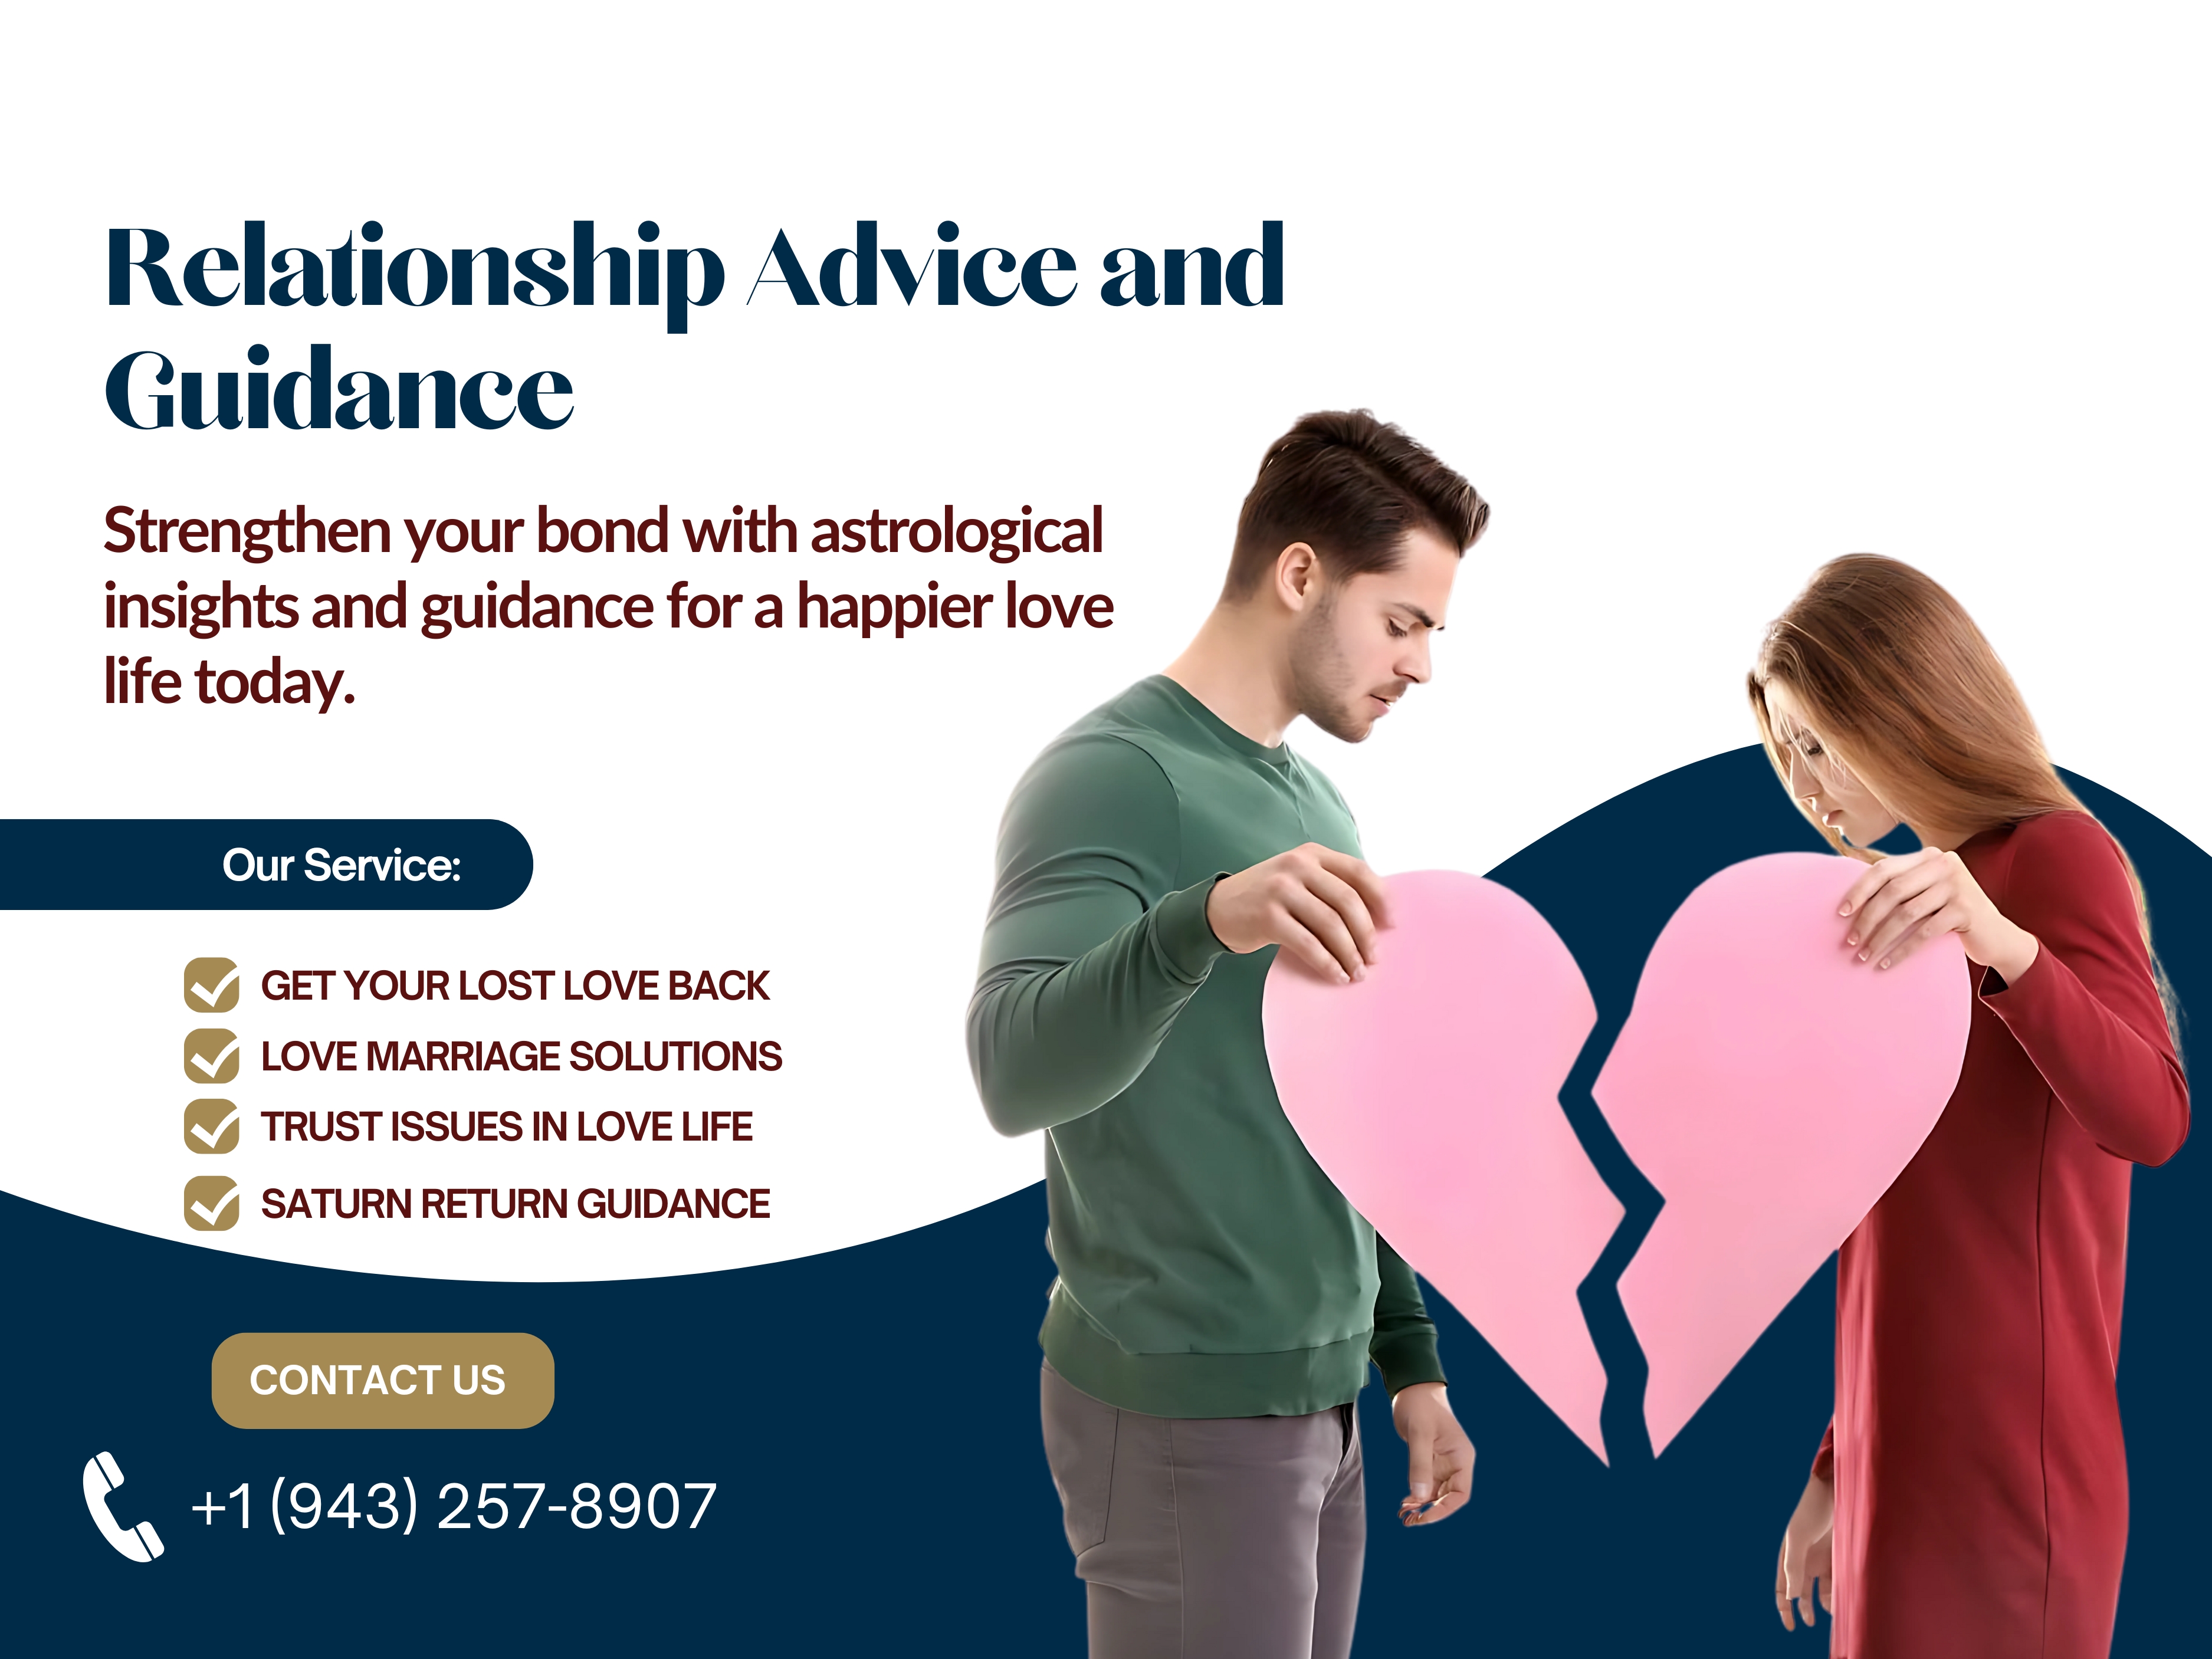 Relationship Advice and
Guidance
Strengthen your bond with astrological
insights and guidance for a happier love
life today.
Our Service:
GET YOUR LOST LOVE BACK
LOVE MARRIAGE SOLUTIONS
TRUST ISSUES IN LOVE LIFE
SATURN RETURN GUIDANCE
CONTACT US
+1 (943) 257-8907